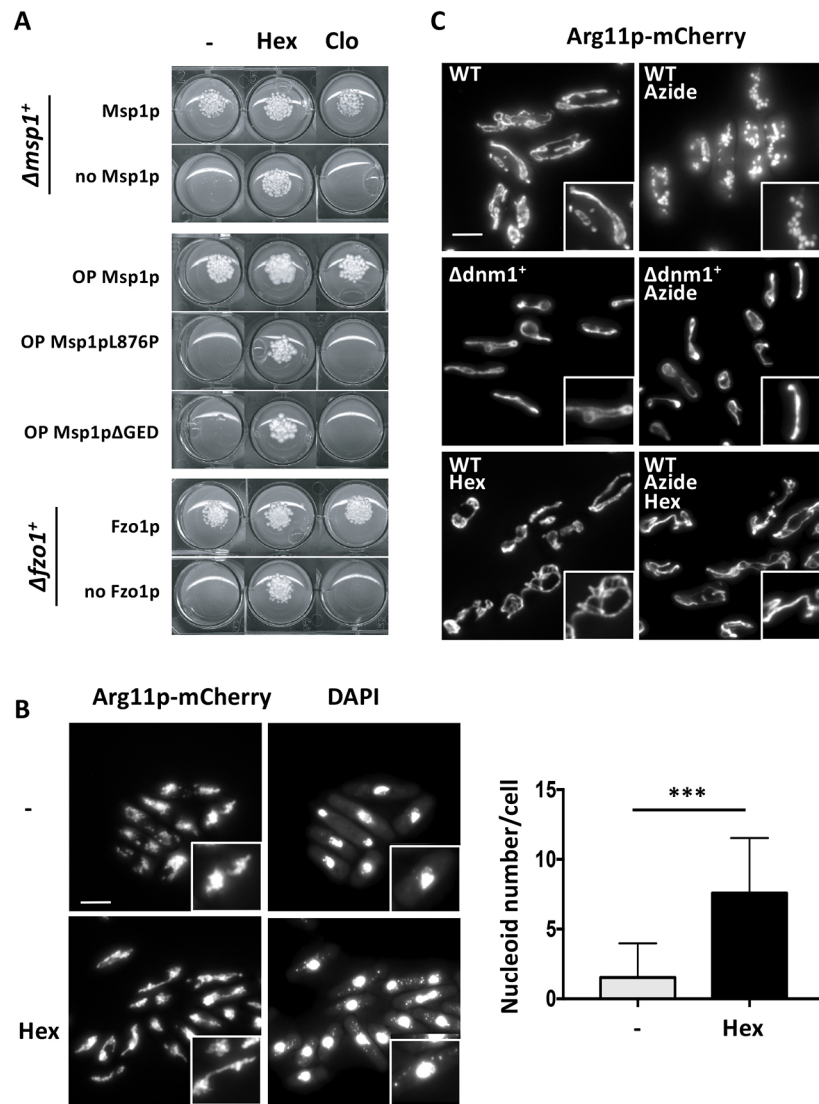 A
- Hex Clo
Δmsp1⁺
Msp1p
no Msp1p
OP Msp1p
OP Msp1pL876P
OP Msp1pΔGED
Δfzo1⁺
Fzo1p
no Fzo1p
C
Arg11p-mCherry
WT
WT
Azide
Δdnm1⁺
Δdnm1⁺
Azide
WT
Hex
WT
Azide
Hex
B
Arg11p-mCherry DAPI
-
Hex
Nucleoid number/cell
15
10
5
0
***
- Hex